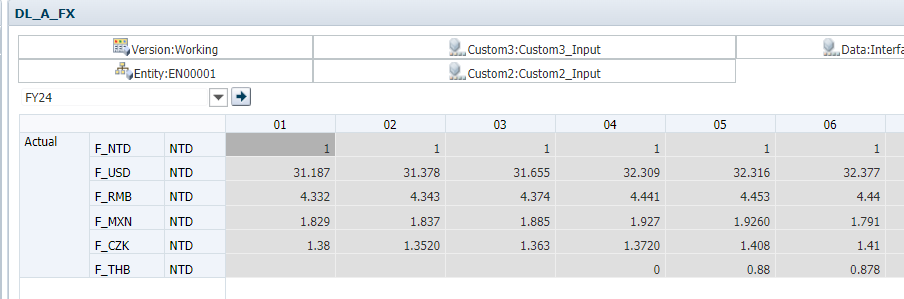 DL_A_FX
Version:Working Custom3:Custom3_Input Data:Interfa
Entity:EN00001 Custom2:Custom2_Input
FY24
01 02 03 04 05 06
Actual F_NTD NTD 1 1 1 1 1 1
F_USD NTD 31.187 31.378 31.655 32.309 32.316 32.377
F_RMB NTD 4.332 4.343 4.374 4.441 4.453 4.44
F_MXN NTD 1.829 1.837 1.885 1.927 1.9260 1.791
F_CZK NTD 1.38 1.3520 1.363 1.3720 1.408 1.41
F_THB NTD 0 0.88 0.878